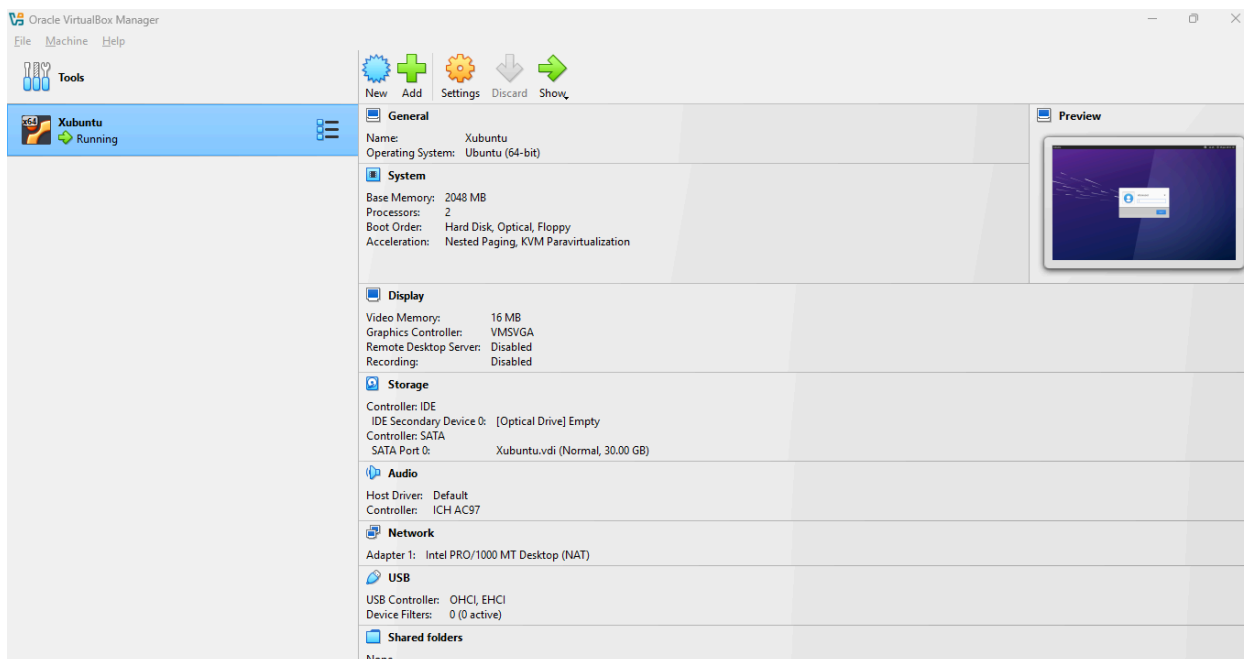 Oracle VirtualBox Manager
File Machine Help
Tools
New Add Settings Discard Show
x64
Xubuntu
Running
General
Name: Xubuntu
Operating System: Ubuntu (64-bit)
Preview
System
Base Memory: 2048 MB
Processors: 2
Boot Order: Hard Disk, Optical, Floppy
Acceleration: Nested Paging, KVM Paravirtualization
Display
Video Memory: 16 MB
Graphics Controller: VMSVGA
Remote Desktop Server: Disabled
Recording: Disabled
Storage
Controller: IDE
IDE Secondary Device 0: [Optical Drive] Empty
Controller: SATA
SATA Port 0: Xubuntu.vdi (Normal, 30.00 GB)
Audio
Host Driver: Default
Controller: ICH AC97
Network
Adapter 1: Intel PRO/1000 MT Desktop (NAT)
USB
USB Controller: OHCI, EHCI
Device Filters: 0 (0 active)
Shared folders
None